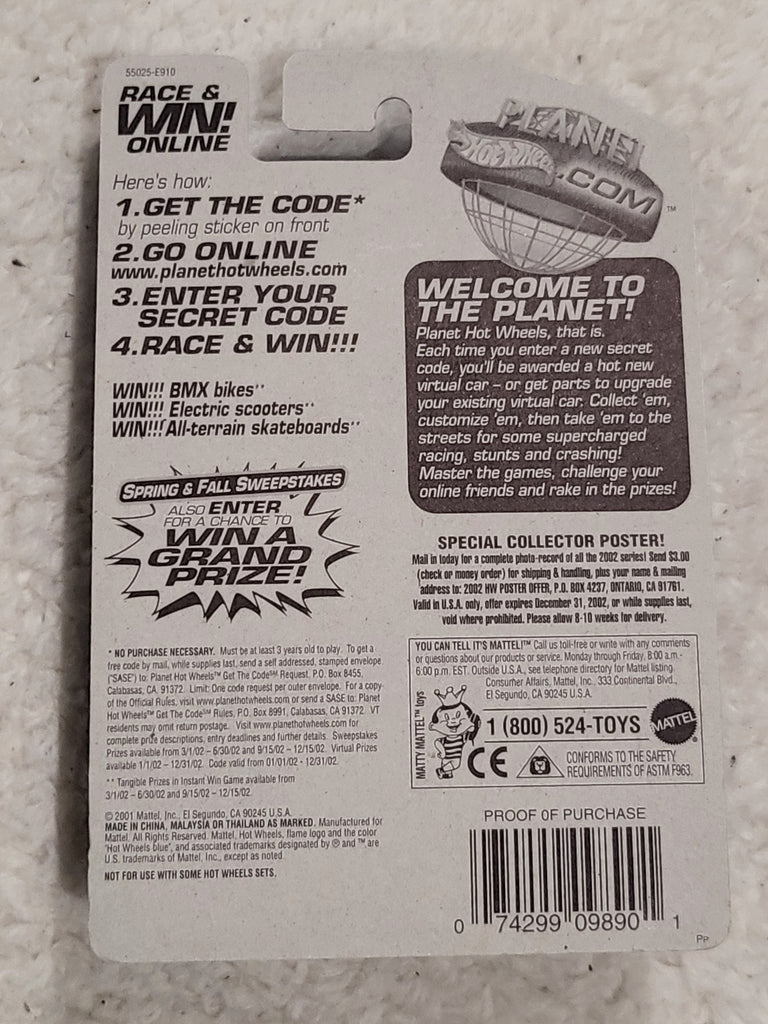 55025-E910
RACE &
WIN!
ONLINE
Here's how:
1.GET THE CODE*
by peeling sticker on front
2.GO ONLINE
www.planethotwheels.com
3.ENTER YOUR
SECRET CODE
4.RACE & WIN!!!
WIN!!! BMX bikes**
WIN!!! Electric scooters**
WIN!!! All-terrain skateboards**
SPRING & FALL SWEEPSTAKES
ALSO ENTER
FOR A CHANCE TO
WIN A
GRAND
PRIZE!
* NO PURCHASE NECESSARY. Must be at least 3 years old to play. To get a
free code by mail, while supplies last, send a self addressed, stamped envelope
("SASE") to: Planet Hot Wheels™ Get The Code℠ Request, P.O. Box 8455,
Calabasas, CA, 91372. Limit: One code request per outer envelope. For a copy
of the Official Rules, visit www.planethotwheels.com or send a SASE to: Planet
Hot Wheels™ Get The Code℠ Rules, P.O. Box 8991, Calabasas, CA 91372. VT
residents may omit return postage. Visit www.planethotwheels.com for
complete prize descriptions, entry deadlines and further details. Sweepstakes
Prizes available from 3/1/02 – 6/30/02 and 9/15/02 – 12/15/02. Virtual Prizes
available 1/1/02 – 12/31/02. Code valid from 01/01/02 - 12/31/02.
** Tangible Prizes in Instant Win Game available from
3/1/02 – 6/30/02 and 9/15/02 – 12/15/02.
© 2001 Mattel, Inc., El Segundo, CA 90245 U.S.A.
MADE IN CHINA, MALAYSIA OR THAILAND AS MARKED. Manufactured for
Mattel. All Rights Reserved. Mattel, Hot Wheels, flame logo and the color
"Hot Wheels blue", and associated trademarks designated by ® and ™ are
U.S. trademarks of Mattel, Inc., except as noted.
NOT FOR USE WITH SOME HOT WHEELS SETS.
PLANET
Hot Wheels
.COM ™
WELCOME TO
THE PLANET!
Planet Hot Wheels, that is.
Each time you enter a new secret
code, you'll be awarded a hot new
virtual car – or get parts to upgrade
your existing virtual car. Collect 'em,
customize 'em, then take 'em to the
streets for some supercharged
racing, stunts and crashing!
Master the games, challenge your
online friends and rake in the prizes!
SPECIAL COLLECTOR POSTER!
Mail in today for a complete photo-record of all the 2002 series! Send $3.00
(check or money order) for shipping & handling, plus your name & mailing
address to: 2002 HW POSTER OFFER, P.O. BOX 4237, ONTARIO, CA 91761.
Valid in U.S.A. only, offer expires December 31, 2002, or while supplies last,
void where prohibited. Please allow 8-10 weeks for delivery.
YOU CAN TELL IT'S MATTEL!™ Call us toll-free or write with any comments
or questions about our products or service. Monday through Friday, 8:00 a.m.-
6:00 p.m. EST. Outside U.S.A., see telephone directory for Mattel listing.
Consumer Affairs, Mattel, Inc., 333 Continental Blvd.,
El Segundo, CA 90245 U.S.A.
MATTY MATTEL™ toys
1 (800) 524-TOYS
MATTEL
CE
CONFORMS TO THE SAFETY
REQUIREMENTS OF ASTM F963.
PROOF OF PURCHASE
0 74299 09890 1
PP